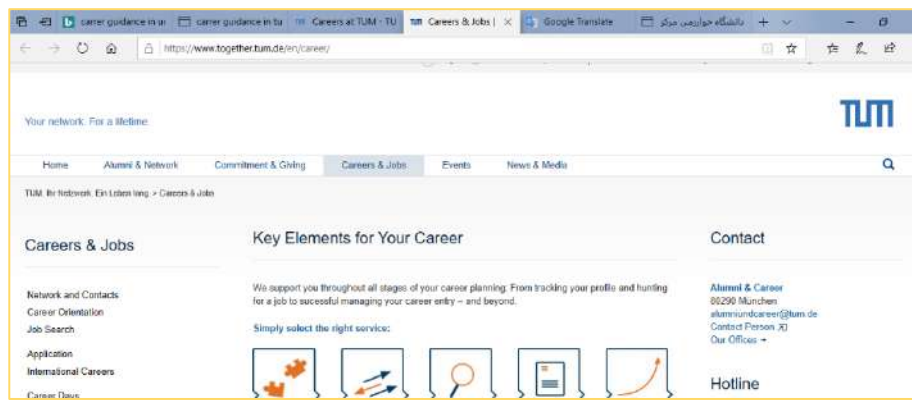 carrer guidance in ur
carrer guidance in tu
Careers at TUM - TU
Careers & Jobs |
Google Translate
دانشگاه خوارزمی مرکز
https://www.together.tum.de/en/career/
Your network. For a lifetime.
TUM
Home
Alumni & Network
Commitment & Giving
Careers & Jobs
Events
News & Media
TUM. Ihr Netzwerk. Ein Leben lang. > Careers & Jobs
Careers & Jobs
Network and Contacts
Career Orientation
Job Search
Application
International Careers
Career Days
Key Elements for Your Career
We support you throughout all stages of your career planning: From tracking your profile and hunting
for a job to sucessful managing your career entry – and beyond.
Simply select the right service:
Contact
Alumni & Career
80290 München
alumniundcareer@tum.de
Contact Person
Our Offices
Hotline